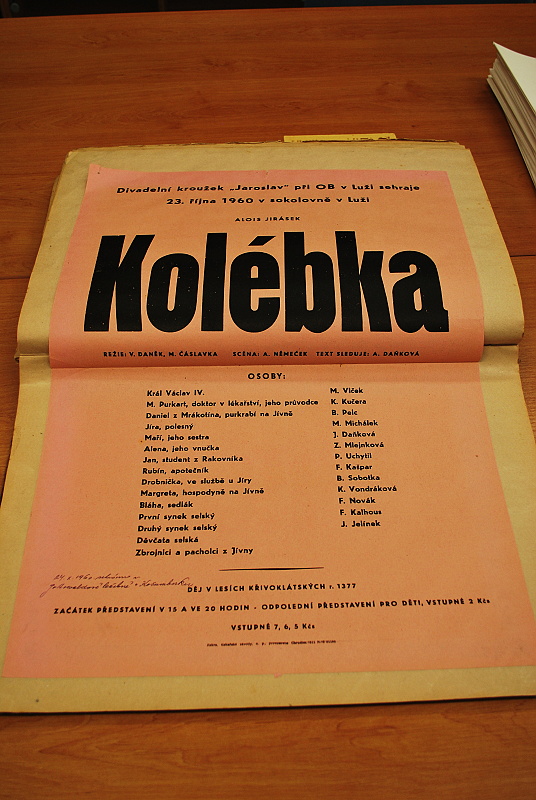 Divadelní kroužek „Jaroslav" při OB v Luži sehraje
23. října 1960 v sokolovně v Luži
ALOIS JIRÁSEK
Kolébka
REŽIE: V. DANĚK, M. ČÁSLAVKA SCÉNA: A. NĚMEČEK TEXT SLEDUJE: A. DAŇKOVÁ
OSOBY:
Král Václav IV. M. Vlček
M. Purkart, doktor v lékařství, jeho průvodce K. Kučera
Daniel z Mrákotína, purkrabí na Jivně B. Pelc
Jíra, polesný M. Michálek
Maří, jeho sestra J. Daňková
Alena, jeho vnučka Z. Mlejnková
Jan, student z Rakovníka P. Uchytil
Rubín, apotečník F. Kašpar
Drobnička, ve službě u Jíry B. Sobotka
Margreta, hospodyně na Jivně K. Vondráková
Bláha, sedlák F. Novák
První synek selský F. Kalhous
Druhý synek selský J. Jelínek
Děvčata selská
Zbrojnici a pacholci z Jivny
DĚJ V LESÍCH KŘIVOKLÁTSKÝCH r. 1377
ZAČÁTEK PŘEDSTAVENÍ V 15 A VE 20 HODIN - ODPOLEDNÍ PŘEDSTAVENÍ PRO DĚTI, VSTUPNÉ 2 Kčs
VSTUPNÉ 7, 6, 5 Kčs